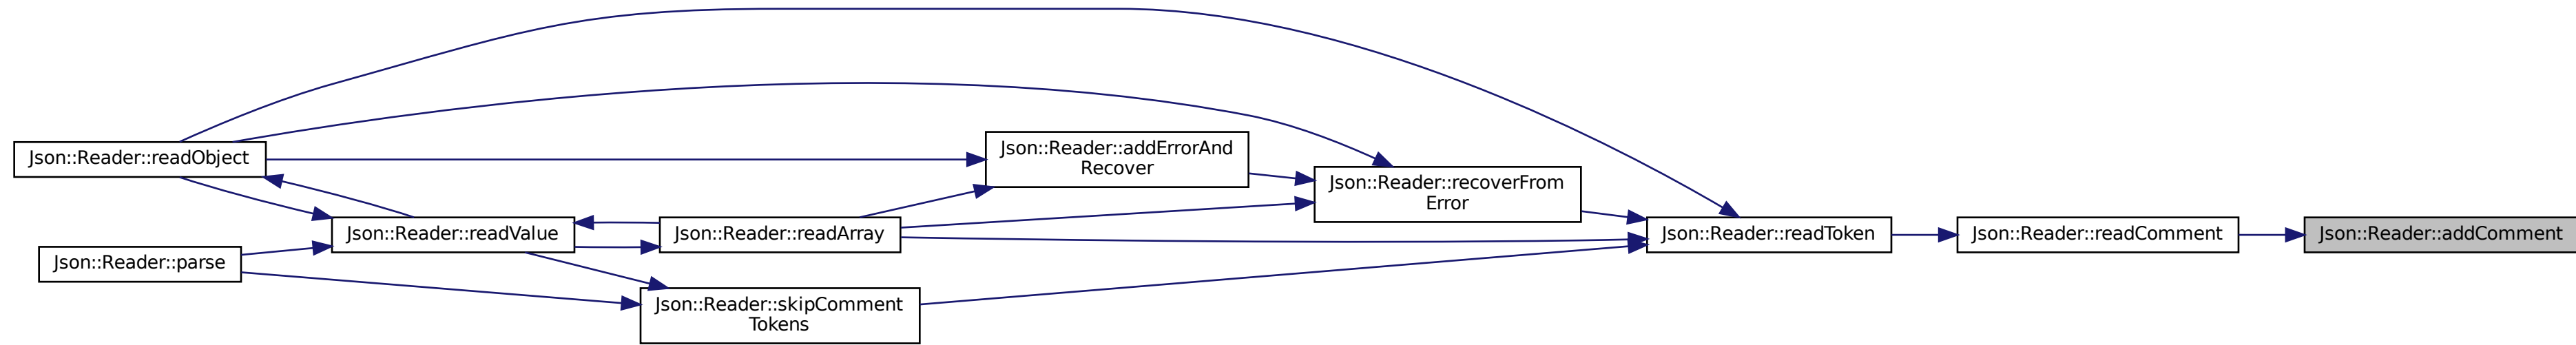 Json::Reader::readObject
Json::Reader::parse
Json::Reader::readValue
Json::Reader::readArray
Json::Reader::skipComment
Tokens
Json::Reader::addErrorAnd
Recover
Json::Reader::recoverFrom
Error
Json::Reader::readToken
Json::Reader::readComment
Json::Reader::addComment